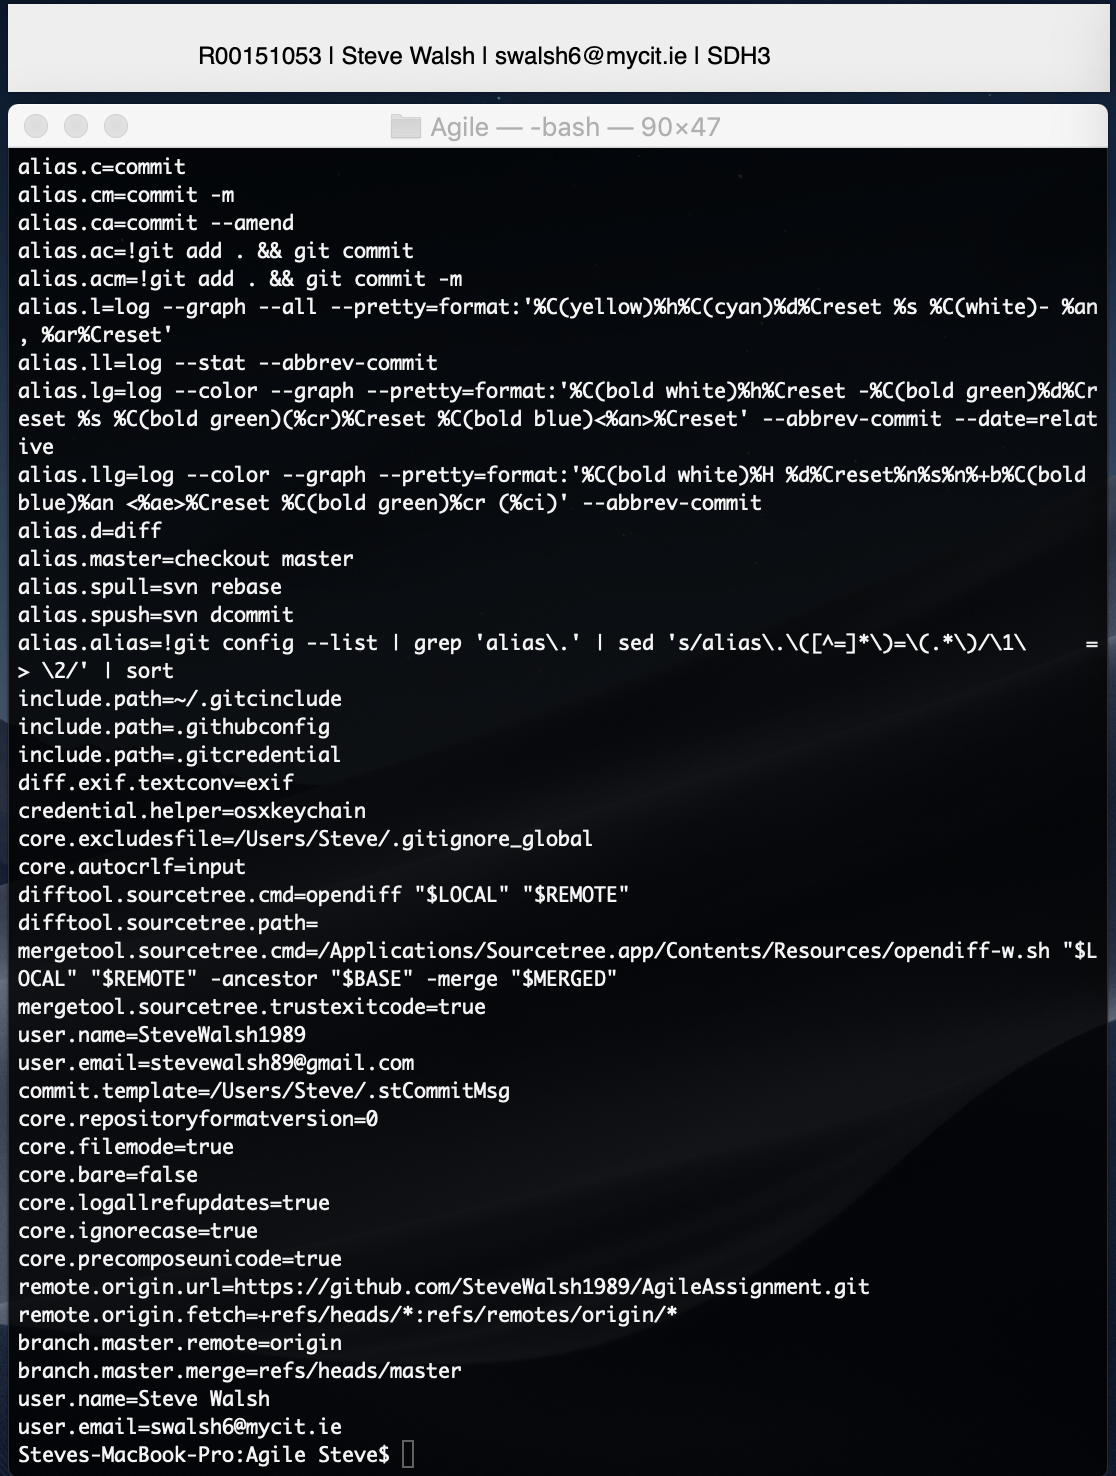 R00151053 | Steve Walsh | swalsh6@mycit.ie | SDH3
Agile — -bash — 90×47
alias.c=commit
alias.cm=commit -m
alias.ca=commit --amend
alias.ac=!git add . && git commit
alias.acm=!git add . && git commit -m
alias.l=log --graph --all --pretty=format:'%C(yellow)%h%C(cyan)%d%Creset %s %C(white)- %an
, %ar%Creset'
alias.ll=log --stat --abbrev-commit
alias.lg=log --color --graph --pretty=format:'%C(bold white)%h%Creset -%C(bold green)%d%Cr
eset %s %C(bold green)(%cr)%Creset %C(bold blue)<%an>%Creset' --abbrev-commit --date=relat
ive
alias.llg=log --color --graph --pretty=format:'%C(bold white)%H %d%Creset%n%s%n%+b%C(bold
blue)%an <%ae>%Creset %C(bold green)%cr (%ci)' --abbrev-commit
alias.d=diff
alias.master=checkout master
alias.spull=svn rebase
alias.spush=svn dcommit
alias.alias=!git config --list | grep 'alias\.' | sed 's/alias\.\([^=]*\)=\(.*\)/\1\     =
> \2/' | sort
include.path=~/.gitcinclude
include.path=.githubconfig
include.path=.gitcredential
diff.exif.textconv=exif
credential.helper=osxkeychain
core.excludesfile=/Users/Steve/.gitignore_global
core.autocrlf=input
difftool.sourcetree.cmd=opendiff "$LOCAL" "$REMOTE"
difftool.sourcetree.path=
mergetool.sourcetree.cmd=/Applications/Sourcetree.app/Contents/Resources/opendiff-w.sh "$L
OCAL" "$REMOTE" -ancestor "$BASE" -merge "$MERGED"
mergetool.sourcetree.trustexitcode=true
user.name=SteveWalsh1989
user.email=stevewalsh89@gmail.com
commit.template=/Users/Steve/.stCommitMsg
core.repositoryformatversion=0
core.filemode=true
core.bare=false
core.logallrefupdates=true
core.ignorecase=true
core.precomposeunicode=true
remote.origin.url=https://github.com/SteveWalsh1989/AgileAssignment.git
remote.origin.fetch=+refs/heads/*:refs/remotes/origin/*
branch.master.remote=origin
branch.master.merge=refs/heads/master
user.name=Steve Walsh
user.email=swalsh6@mycit.ie
Steves-MacBook-Pro:Agile Steve$